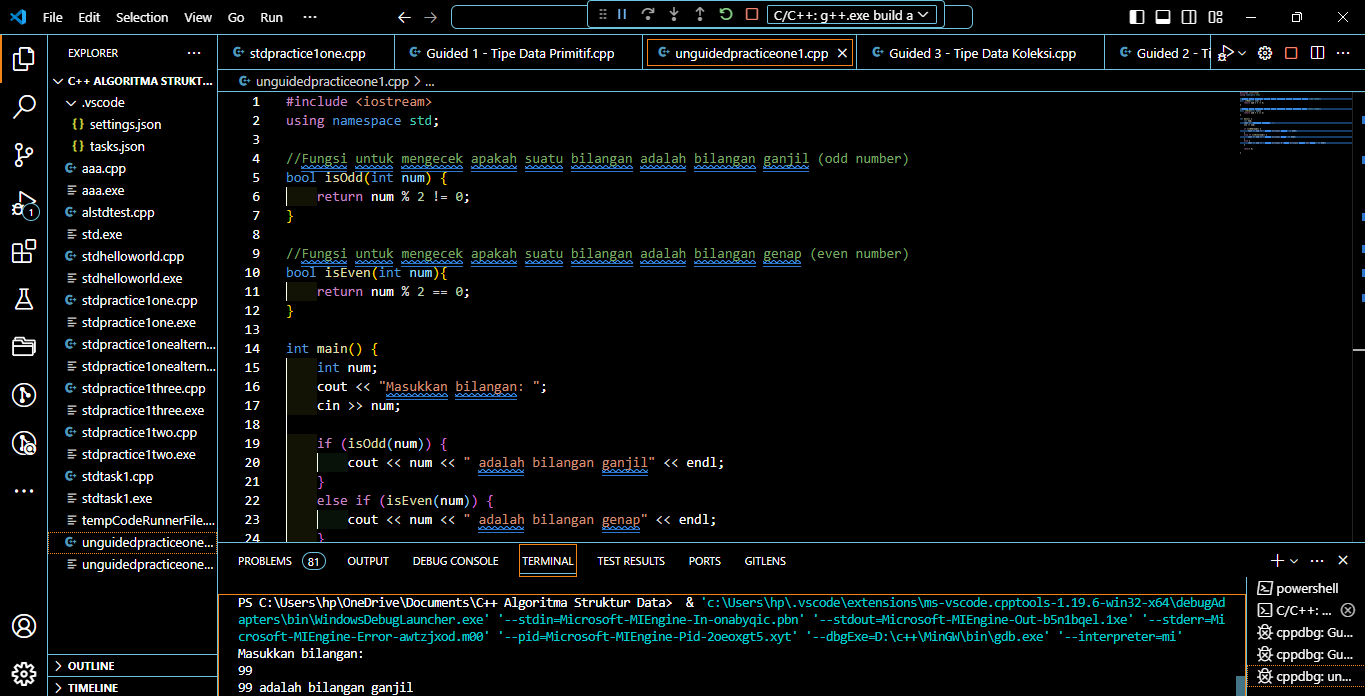 File Edit Selection View Go Run ··· C/C++: g++.exe build a
EXPLORER ···
C++ ALGORITMA STRUKT...
.vscode
{} settings.json
{} tasks.json
aaa.cpp
aaa.exe
alstdtest.cpp
std.exe
stdhelloworld.cpp
stdhelloworld.exe
stdpractice1one.cpp
stdpractice1one.exe
stdpractice1onealtern...
stdpractice1onealtern...
stdpractice1three.cpp
stdpractice1three.exe
stdpractice1two.cpp
stdpractice1two.exe
stdtask1.cpp
stdtask1.exe
tempCodeRunnerFile....
unguidedpracticeone...
unguidedpracticeone...
OUTLINE
TIMELINE
1
stdpractice1one.cpp Guided 1 - Tipe Data Primitif.cpp unguidedpracticeone1.cpp Guided 3 - Tipe Data Koleksi.cpp Guided 2 - Ti
unguidedpracticeone1.cpp > ...
1 #include <iostream>
2 using namespace std;
3
4 //Fungsi untuk mengecek apakah suatu bilangan adalah bilangan ganjil (odd number)
5 bool isOdd(int num) {
6 return num % 2 != 0;
7 }
8
9 //Fungsi untuk mengecek apakah suatu bilangan adalah bilangan genap (even number)
10 bool isEven(int num){
11 return num % 2 == 0;
12 }
13
14 int main() {
15 int num;
16 cout << "Masukkan bilangan: ";
17 cin >> num;
18
19 if (isOdd(num)) {
20 cout << num << " adalah bilangan ganjil" << endl;
21 }
22 else if (isEven(num)) {
23 cout << num << " adalah bilangan genap" << endl;
24 }
PROBLEMS 81 OUTPUT DEBUG CONSOLE TERMINAL TEST RESULTS PORTS GITLENS
PS C:\Users\hp\OneDrive\Documents\C++ Algoritma Struktur Data> & 'c:\Users\hp\.vscode\extensions\ms-vscode.cpptools-1.19.6-win32-x64\debugAd
apters\bin\WindowsDebugLauncher.exe' '--stdin=Microsoft-MIEngine-In-onabyqic.pbn' '--stdout=Microsoft-MIEngine-Out-b5n1bqel.1xe' '--stderr=Mi
crosoft-MIEngine-Error-awtzjxod.m00' '--pid=Microsoft-MIEngine-Pid-2oeoxgt5.xyt' '--dbgExe=D:\c++\MinGW\bin\gdb.exe' '--interpreter=mi'
Masukkan bilangan:
99
99 adalah bilangan ganjil
powershell
C/C++: ...
cppdbg: Gu...
cppdbg: Gu...
cppdbg: un...